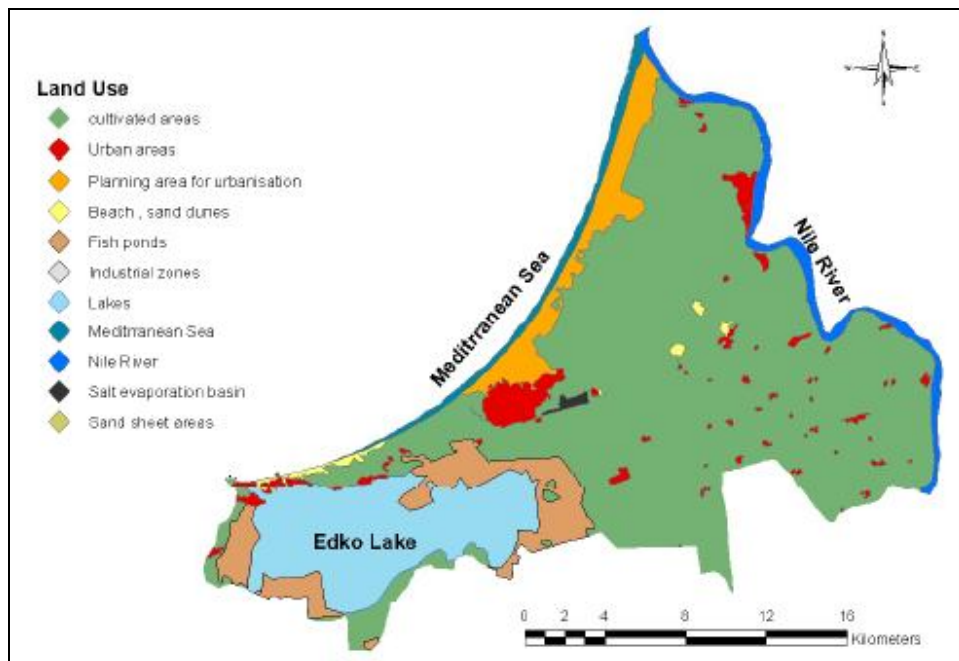 Land Use
cultivated areas
Urban areas
Planning area for urbanisation
Beach , sand dunes
Fish ponds
Industrial zones
Lakes
Meditrranean Sea
Nile River
Salt evaporation basin
Sand sheet areas
Meditrranean Sea
Nile River
Edko Lake
0 2 4 8 12 16
Kilometers